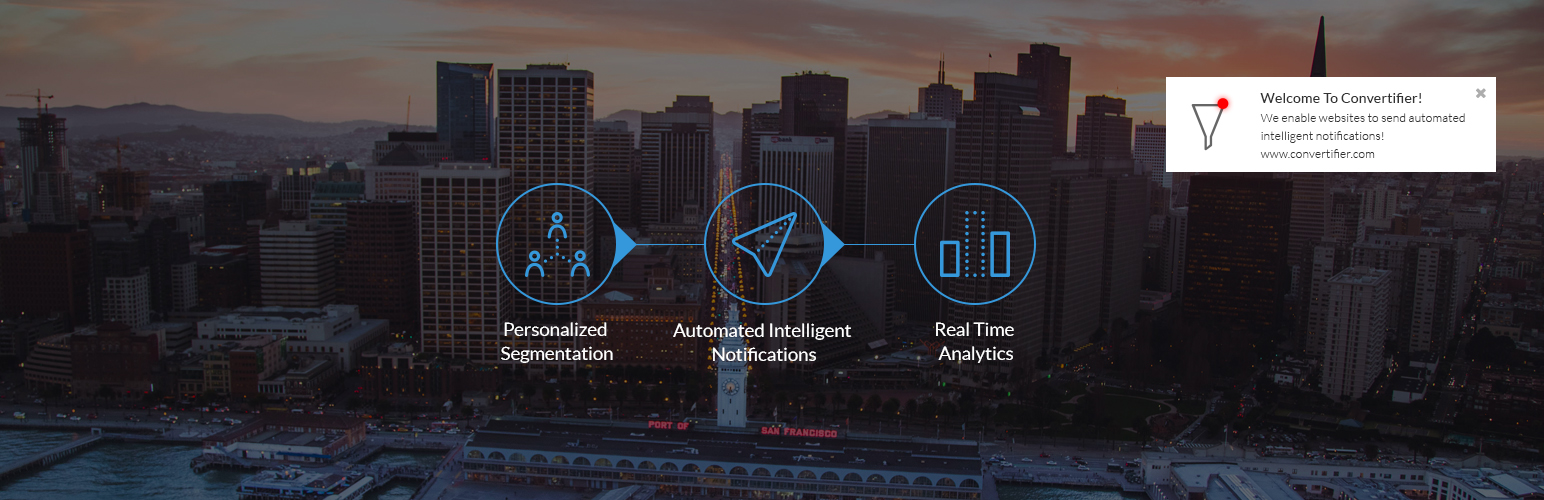 Welcome To Convertifier!
We enable websites to send automated
intelligent notifications!
www.convertifier.com
Personalized
Segmentation
Automated Intelligent
Notifications
Real Time
Analytics
PORT OF SAN FRANCISCO